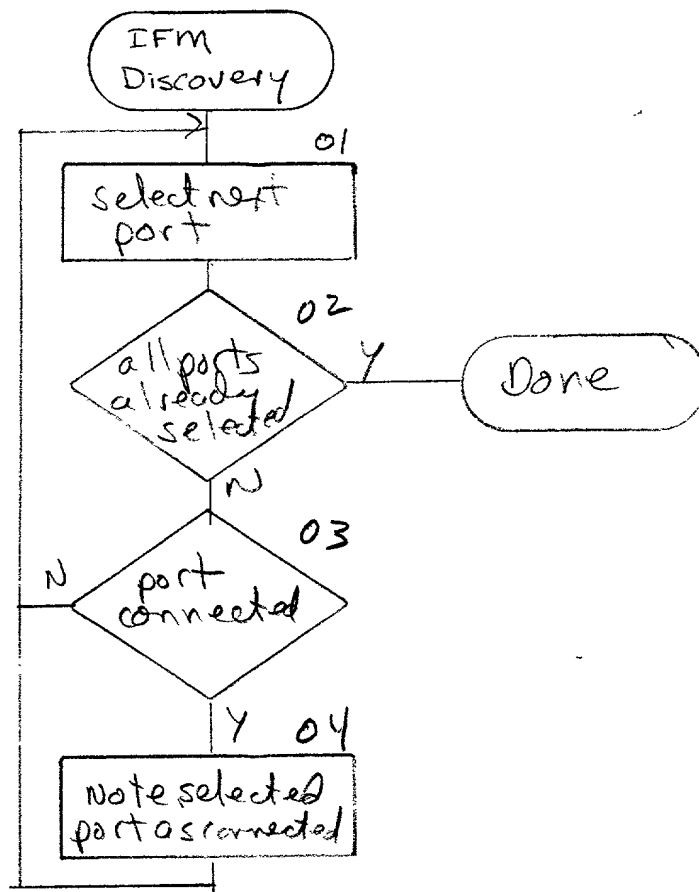 IFM
Discovery
01
select next
port
02
all ports
already
selected
Y
Done
N
03
port
connected
N
Y
04
Note selected
port as connected